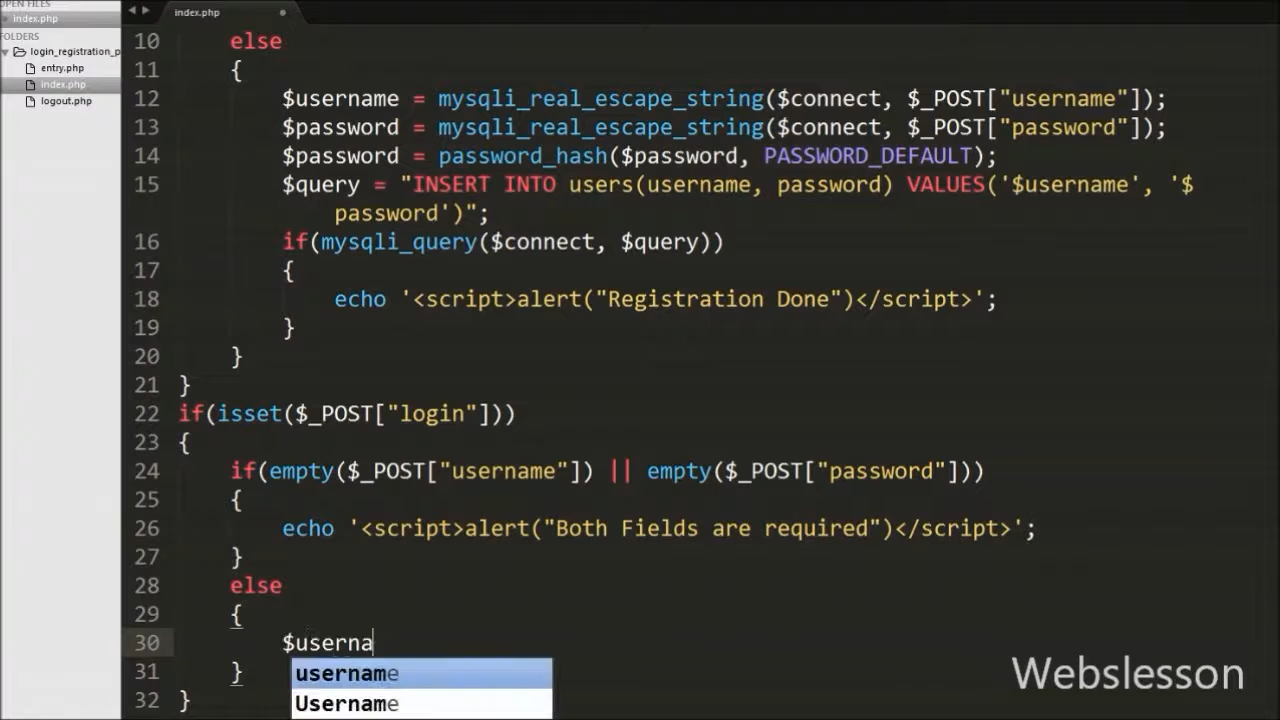 OPEN FILES
index.php
FOLDERS
login_registration_p
entry.php
index.php
logout.php
index.php
10 else
11 {
12 $username = mysqli_real_escape_string($connect, $_POST["username"]);
13 $password = mysqli_real_escape_string($connect, $_POST["password"]);
14 $password = password_hash($password, PASSWORD_DEFAULT);
15 $query = "INSERT INTO users(username, password) VALUES('$username', '$
password')";
16 if(mysqli_query($connect, $query))
17 {
18 echo '<script>alert("Registration Done")</script>';
19 }
20 }
21 }
22 if(isset($_POST["login"]))
23 {
24 if(empty($_POST["username"]) || empty($_POST["password"]))
25 {
26 echo '<script>alert("Both Fields are required")</script>';
27 }
28 else
29 {
30 $userna
username
31 }
Username
32 }
Webslesson